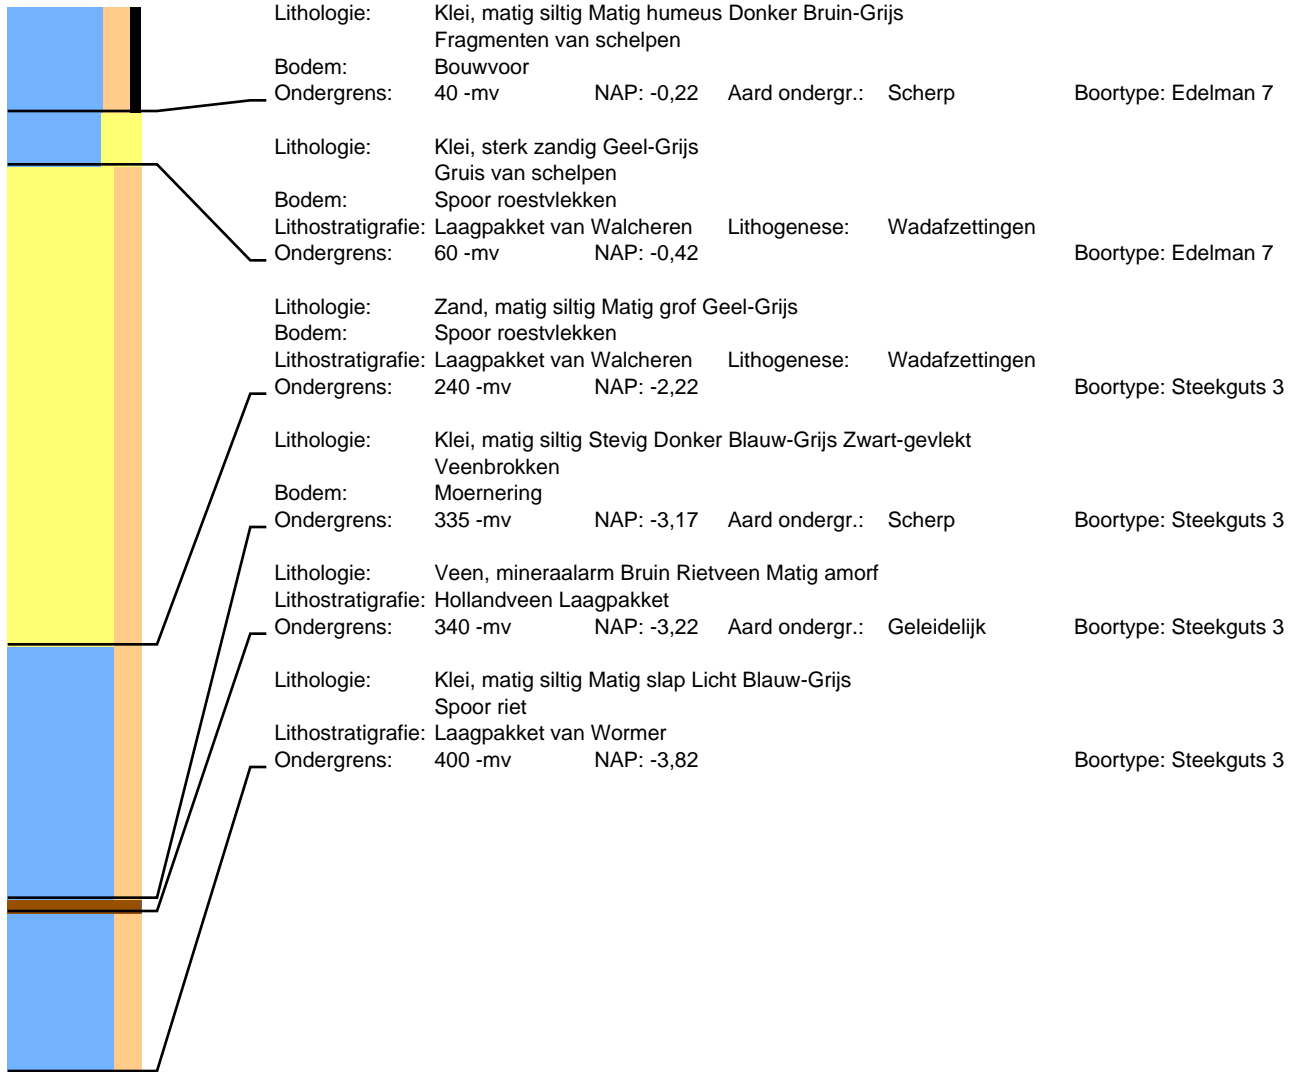 Lithologie: Klei, matig siltig Matig humeus Donker Bruin-Grijs
Fragmenten van schelpen
Bodem: Bouwvoor
Ondergrens: 40 -mv NAP: -0,22 Aard ondergr.: Scherp Boortype: Edelman 7
Lithologie: Klei, sterk zandig Geel-Grijs
Gruis van schelpen
Bodem: Spoor roestvlekken
Lithostratigrafie: Laagpakket van Walcheren Lithogenese: Wadafzettingen
Ondergrens: 60 -mv NAP: -0,42 Boortype: Edelman 7
Lithologie: Zand, matig siltig Matig grof Geel-Grijs
Bodem: Spoor roestvlekken
Lithostratigrafie: Laagpakket van Walcheren Lithogenese: Wadafzettingen
Ondergrens: 240 -mv NAP: -2,22 Boortype: Steekguts 3
Lithologie: Klei, matig siltig Stevig Donker Blauw-Grijs Zwart-gevlekt
Veenbrokken
Bodem: Moernering
Ondergrens: 335 -mv NAP: -3,17 Aard ondergr.: Scherp Boortype: Steekguts 3
Lithologie: Veen, mineraalarm Bruin Rietveen Matig amorf
Lithostratigrafie: Hollandveen Laagpakket
Ondergrens: 340 -mv NAP: -3,22 Aard ondergr.: Geleidelijk Boortype: Steekguts 3
Lithologie: Klei, matig siltig Matig slap Licht Blauw-Grijs
Spoor riet
Lithostratigrafie: Laagpakket van Wormer
Ondergrens: 400 -mv NAP: -3,82 Boortype: Steekguts 3